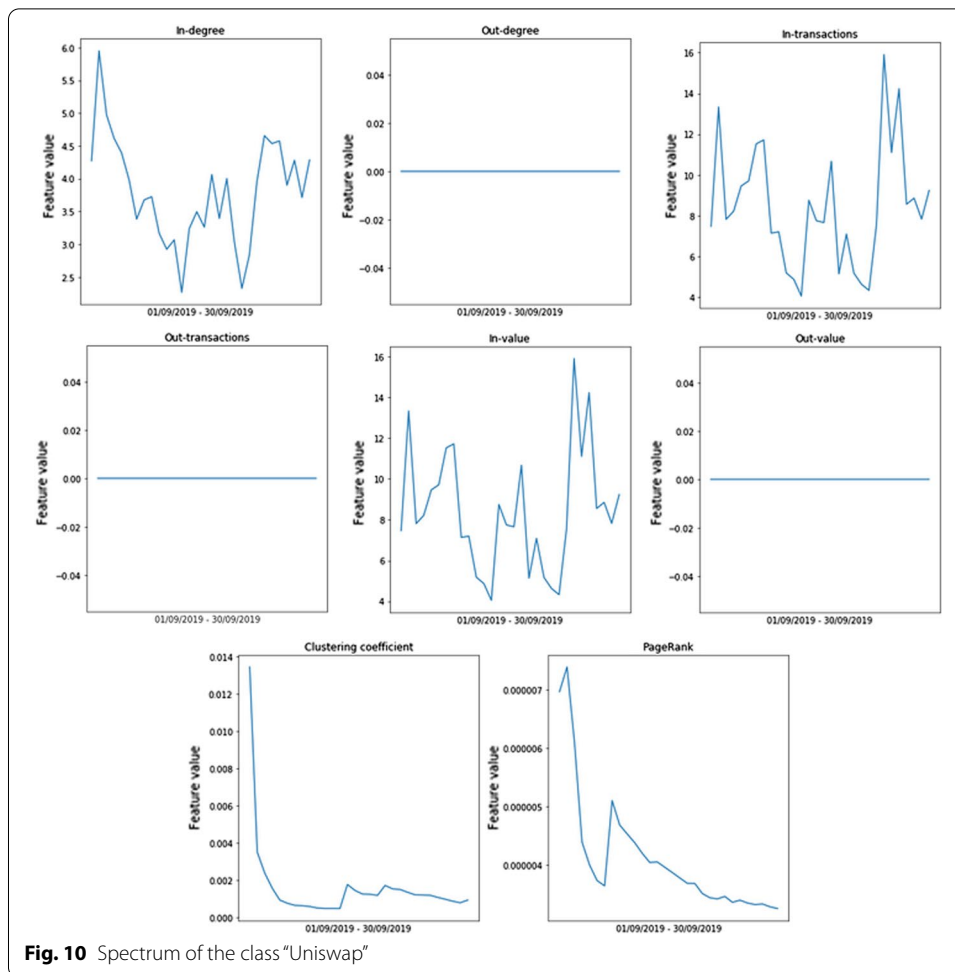 In-degree
Out-degree
In-transactions
6.0
5.5
5.0
4.5
4.0
3.5
3.0
2.5
Feature value
01/09/2019 - 30/09/2019
0.04
0.02
0.00
−0.02
−0.04
Feature value
01/09/2019 - 30/09/2019
16
14
12
10
8
6
4
Feature value
01/09/2019 - 30/09/2019
Out-transactions
In-value
Out-value
0.04
0.02
0.00
−0.02
−0.04
Feature value
01/09/2019 - 30/09/2019
16
14
12
10
8
6
4
Feature value
01/09/2019 - 30/09/2019
0.04
0.02
0.00
−0.02
−0.04
Feature value
01/09/2019 - 30/09/2019
Clustering coefficient
PageRank
0.014
0.012
0.010
0.008
0.006
0.004
0.002
0.000
Feature value
01/09/2019 - 30/09/2019
0.000007
0.000006
0.000005
0.000004
Feature value
01/09/2019 - 30/09/2019
Fig. 10 Spectrum of the class “Uniswap”